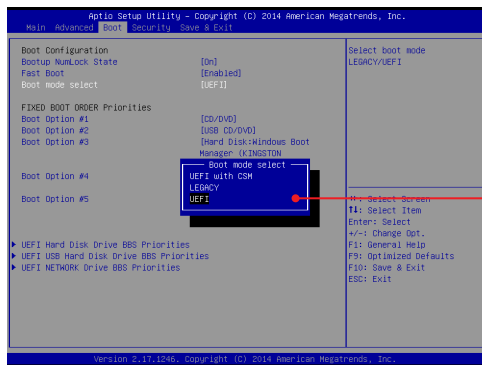 Aptio Setup Utility – Copyright (C) 2014 American Megatrends, Inc.
Main Advanced Boot Security Save & Exit
Boot Configuration
Bootup NumLock State [On]
Fast Boot [Enabled]
Boot mode select [UEFI]
FIXED BOOT ORDER Priorities
Boot Option #1 [CD/DVD]
Boot Option #2 [USB CD/DVD]
Boot Option #3 [Hard Disk:Windows Boot
Manager (KINGSTON
Boot mode select
Boot Option #4 UEFI with CSM
LEGACY
Boot Option #5 UEFI
UEFI Hard Disk Drive BBS Priorities
UEFI USB Hard Disk Drive BBS Priorities
UEFI NETWORK Drive BBS Priorities
Select boot mode
LEGACY/UEFI
: Select Screen
↑↓: Select Item
Enter: Select
+/-: Change Opt.
F1: General Help
F9: Optimized Defaults
F10: Save & Exit
ESC: Exit
Version 2.17.1246. Copyright (C) 2014 American Megatrends, Inc.